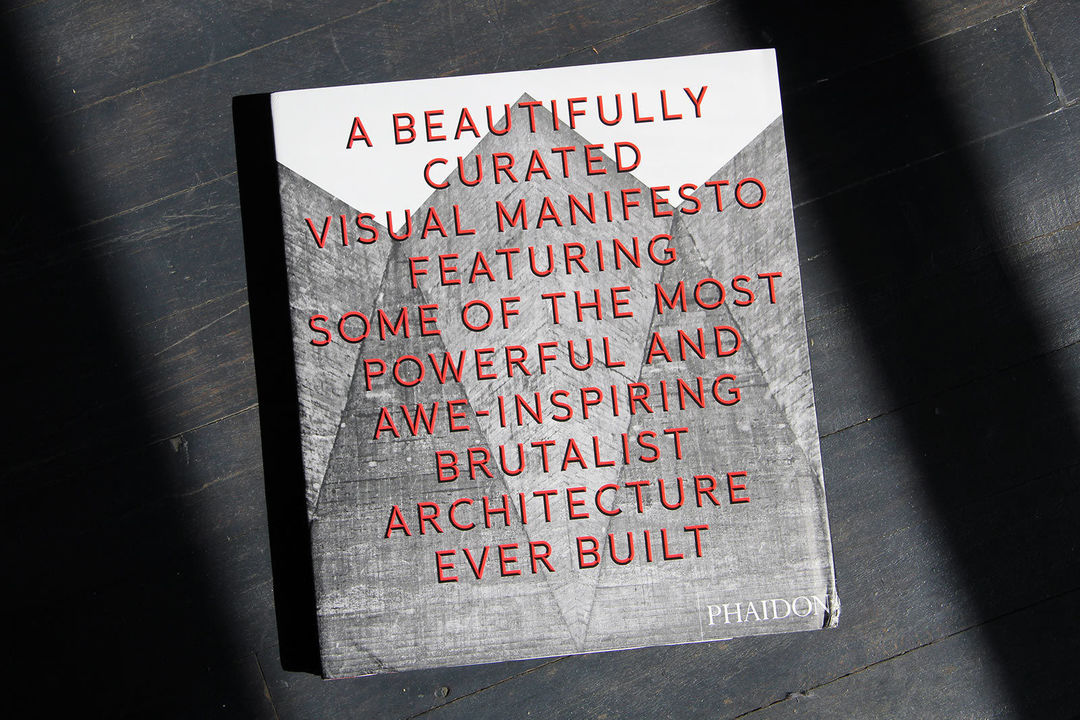 A BEAUTIFULLY
CURATED
VISUAL MANIFESTO
FEATURING
SOME OF THE MOST
POWERFUL AND
AWE-INSPIRING
BRUTALIST
ARCHITECTURE
EVER BUILT
PHAIDON